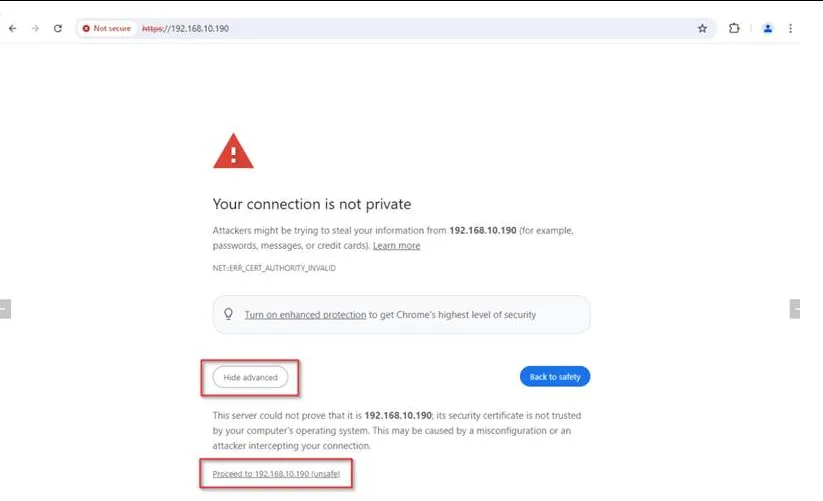 Not secure https://192.168.10.190
Your connection is not private
Attackers might be trying to steal your information from 192.168.10.190 (for example,
passwords, messages, or credit cards). Learn more
NET::ERR_CERT_AUTHORITY_INVALID
Turn on enhanced protection to get Chrome's highest level of security
Hide advanced
Back to safety
This server could not prove that it is 192.168.10.190; its security certificate is not trusted
by your computer's operating system. This may be caused by a misconfiguration or an
attacker intercepting your connection.
Proceed to 192.168.10.190 (unsafe)